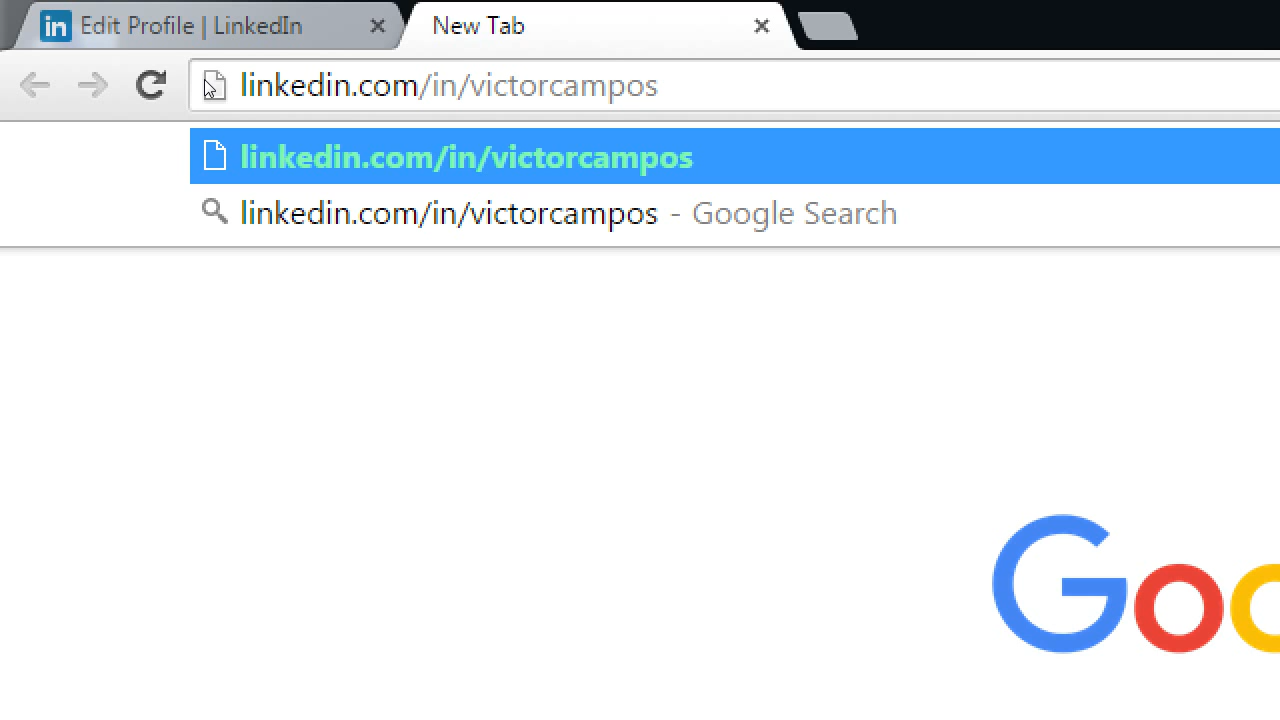 in Edit Profile | LinkedIn
New Tab
linkedin.com/in/victorcampos
linkedin.com/in/victorcampos
linkedin.com/in/victorcampos - Google Search
Goo